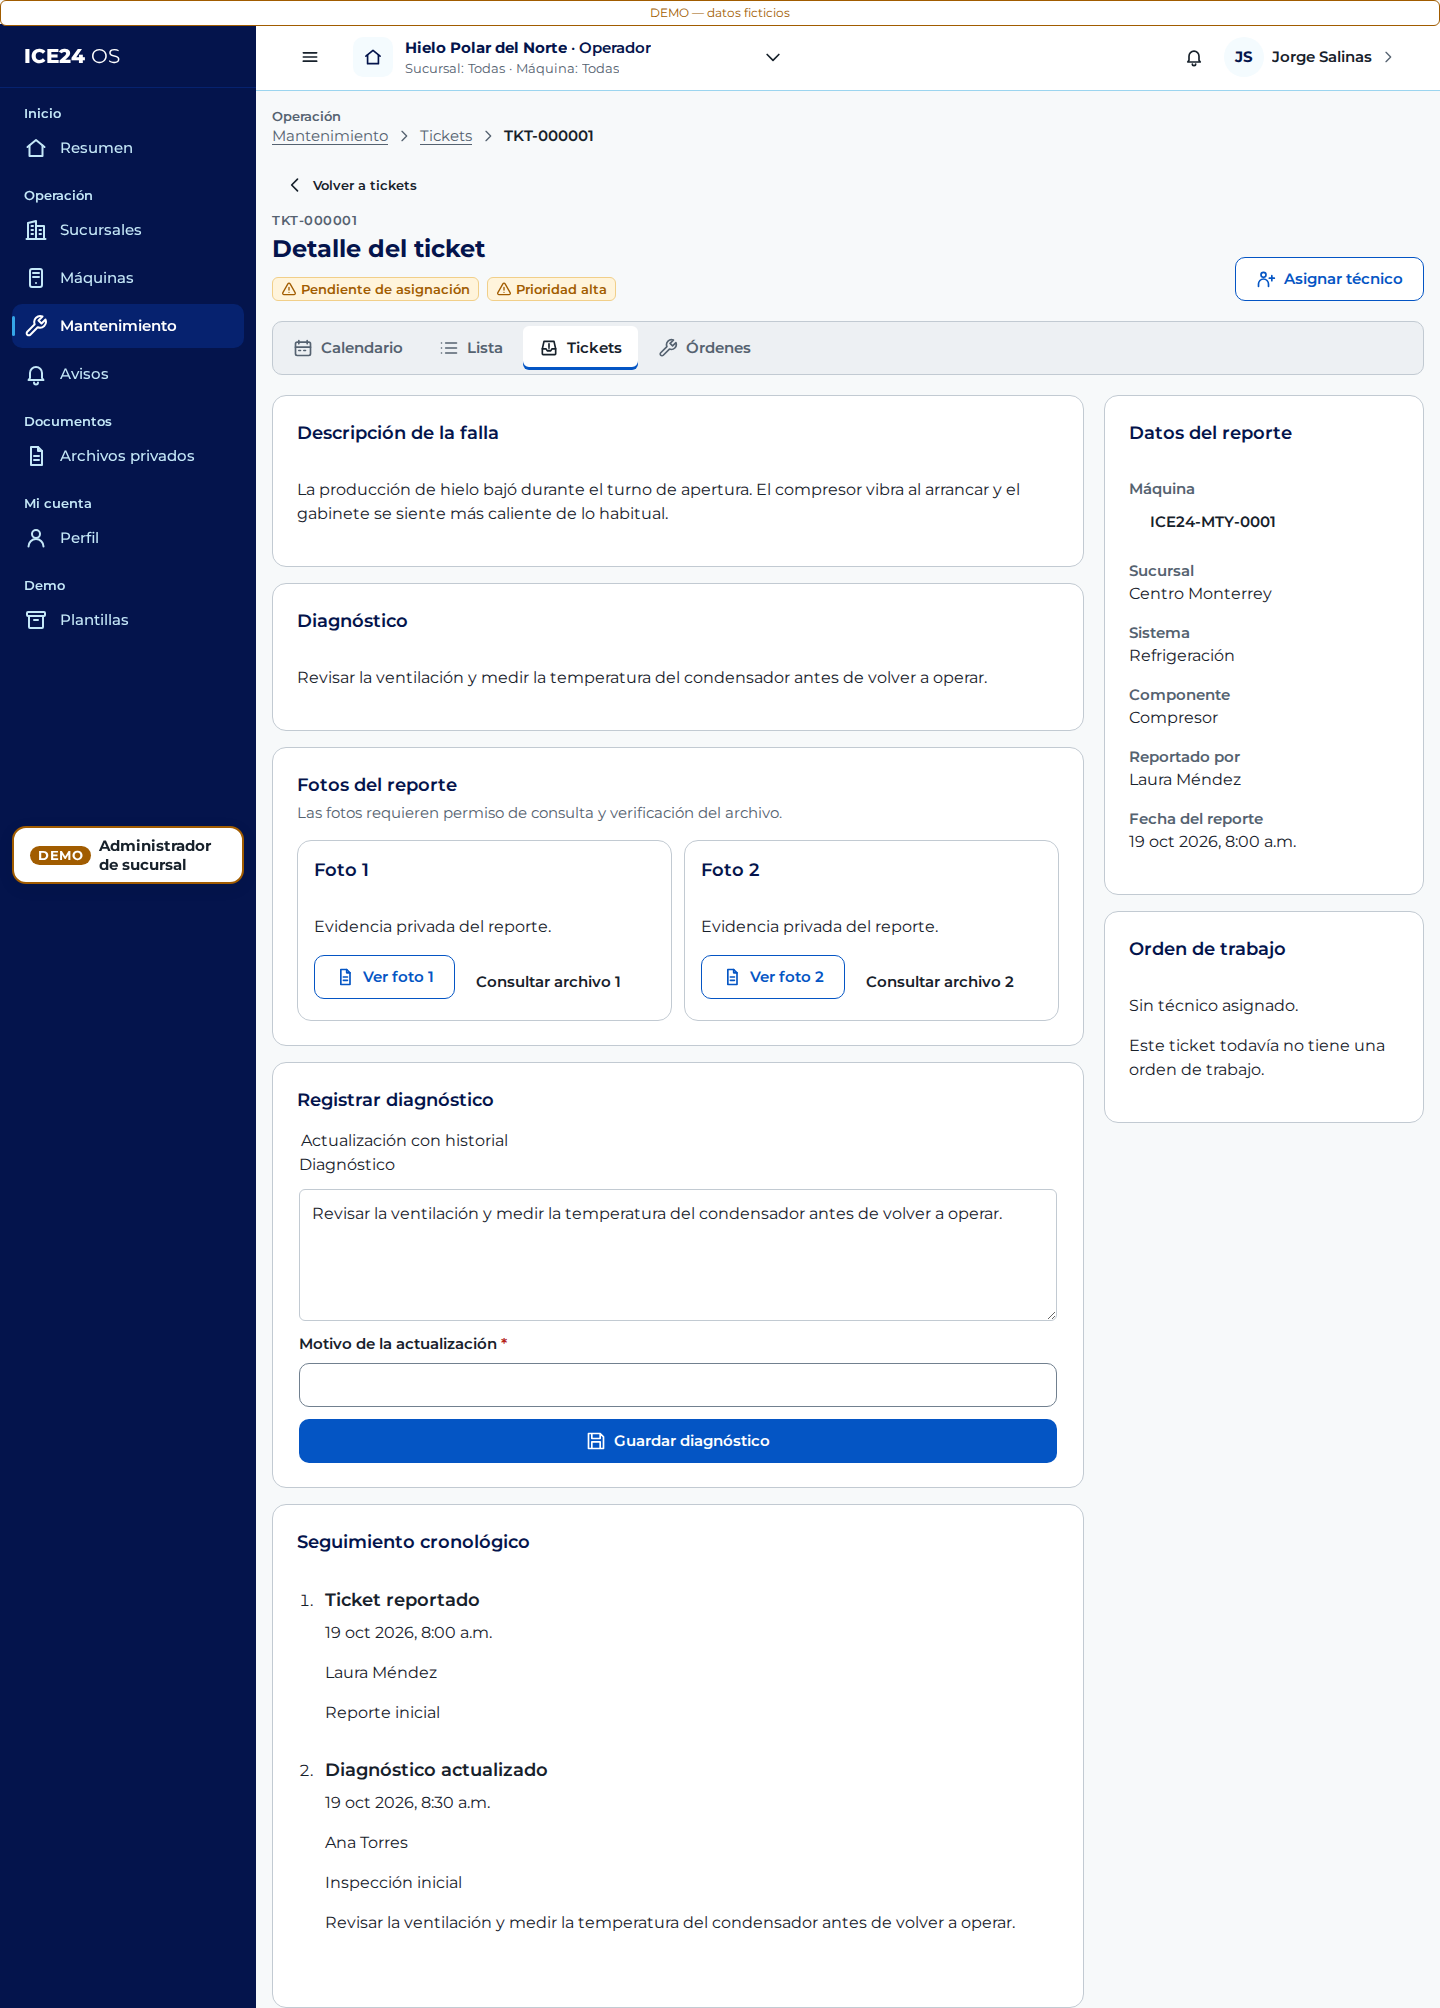 DEMO — datos ficticios
ICE24 OS
Inicio
Resumen
Operación
Sucursales
Máquinas
Mantenimiento
Avisos
Documentos
Archivos privados
Mi cuenta
Perfil
Demo
Plantillas
DEMO Administrador
de sucursal
Hielo Polar del Norte · Operador
Sucursal: Todas · Máquina: Todas
JS Jorge Salinas
Operación
Mantenimiento > Tickets > TKT-000001
Volver a tickets
TKT-000001
Detalle del ticket
Pendiente de asignación Prioridad alta
Asignar técnico
Calendario Lista Tickets Órdenes
Descripción de la falla
La producción de hielo bajó durante el turno de apertura. El compresor vibra al arrancar y el
gabinete se siente más caliente de lo habitual.
Diagnóstico
Revisar la ventilación y medir la temperatura del condensador antes de volver a operar.
Fotos del reporte
Las fotos requieren permiso de consulta y verificación del archivo.
Foto 1
Evidencia privada del reporte.
Ver foto 1 Consultar archivo 1
Foto 2
Evidencia privada del reporte.
Ver foto 2 Consultar archivo 2
Registrar diagnóstico
Actualización con historial
Diagnóstico
Revisar la ventilación y medir la temperatura del condensador antes de volver a operar.
Motivo de la actualización *
Guardar diagnóstico
Seguimiento cronológico
1. Ticket reportado
19 oct 2026, 8:00 a.m.
Laura Méndez
Reporte inicial
2. Diagnóstico actualizado
19 oct 2026, 8:30 a.m.
Ana Torres
Inspección inicial
Revisar la ventilación y medir la temperatura del condensador antes de volver a operar.
Datos del reporte
Máquina
ICE24-MTY-0001
Sucursal
Centro Monterrey
Sistema
Refrigeración
Componente
Compresor
Reportado por
Laura Méndez
Fecha del reporte
19 oct 2026, 8:00 a.m.
Orden de trabajo
Sin técnico asignado.
Este ticket todavía no tiene una
orden de trabajo.